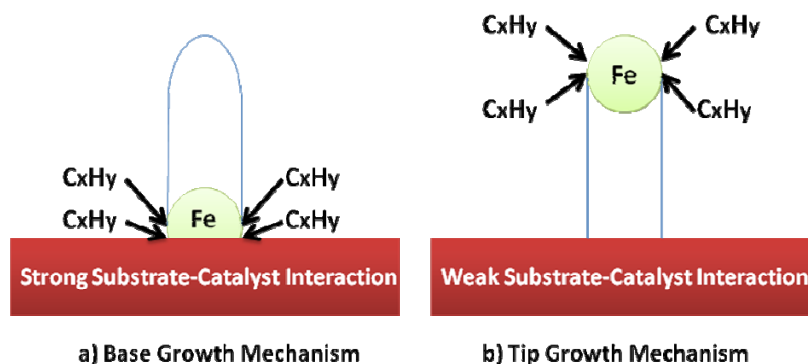 CxHy
CxHy
Fe
CxHy
CxHy
Strong Substrate-Catalyst Interaction
a) Base Growth Mechanism
CxHy
CxHy
Fe
CxHy
CxHy
Weak Substrate-Catalyst Interaction
b) Tip Growth Mechanism